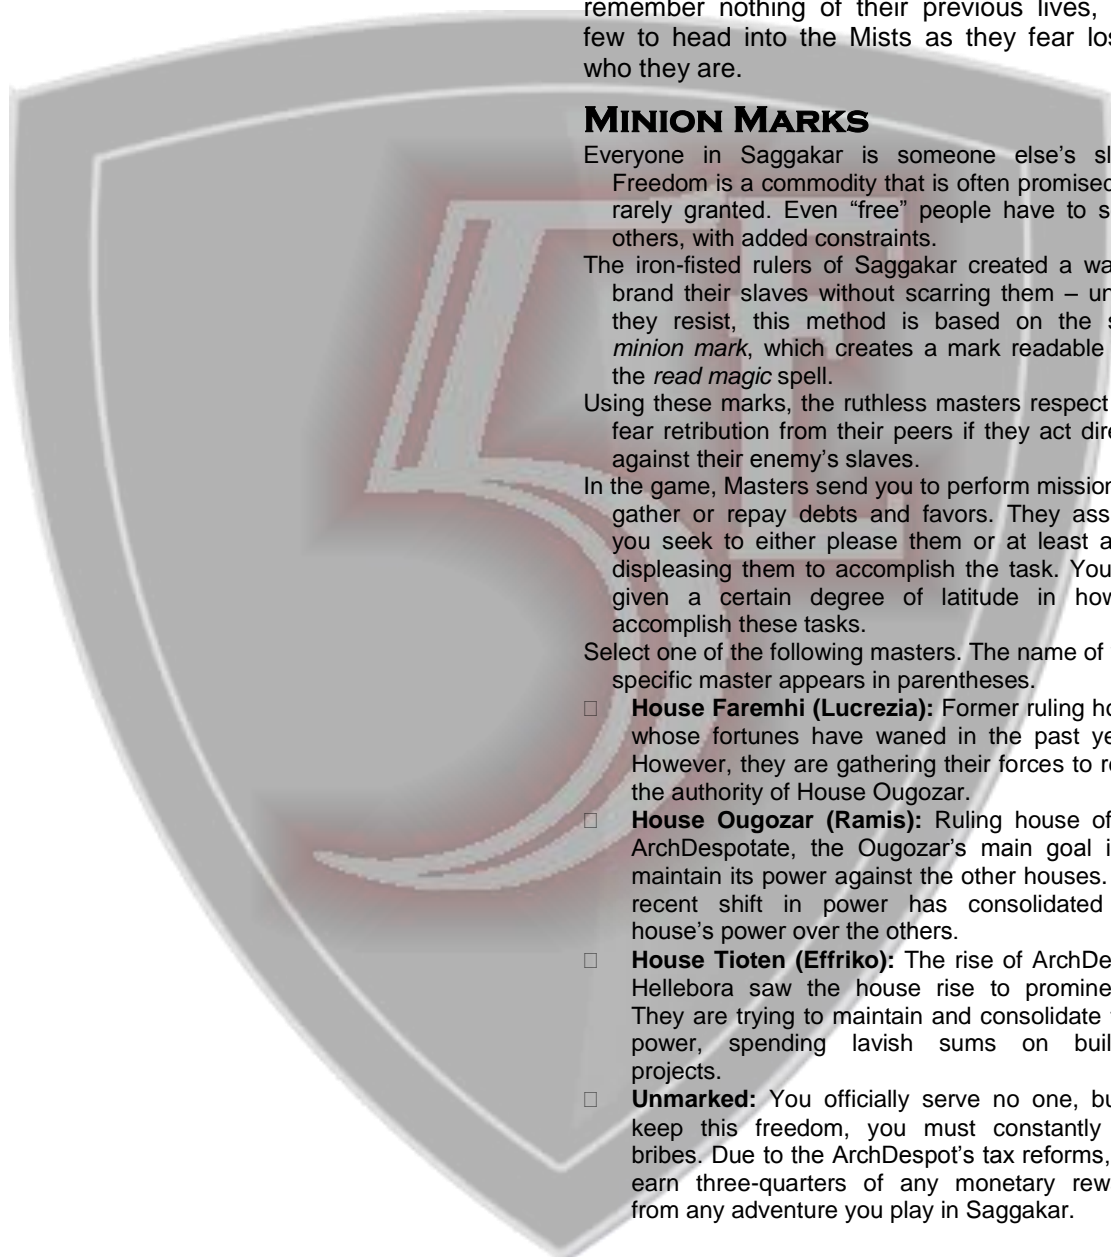 5E
remember nothing of their previous lives,
few to head into the Mists as they fear los
who they are.
MINION MARKS
Everyone in Saggakar is someone else's sl
Freedom is a commodity that is often promised
rarely granted. Even “free” people have to s
others, with added constraints.
The iron-fisted rulers of Saggakar created a wa
brand their slaves without scarring them – un
they resist, this method is based on the s
minion mark, which creates a mark readable
the read magic spell.
Using these marks, the ruthless masters respect
fear retribution from their peers if they act dire
against their enemy's slaves.
In the game, Masters send you to perform mission
gather or repay debts and favors. They ass
you seek to either please them or at least a
displeasing them to accomplish the task. You
given a certain degree of latitude in how
accomplish these tasks.
Select one of the following masters. The name of
specific master appears in parentheses.
House Faremhi (Lucrezia): Former ruling ho
whose fortunes have waned in the past ye
However, they are gathering their forces to re
the authority of House Ougozar.
House Ougozar (Ramis): Ruling house of
ArchDespotate, the Ougozar's main goal i
maintain its power against the other houses.
recent shift in power has consolidated
house's power over the others.
House Tioten (Effriko): The rise of ArchDe
Hellebora saw the house rise to promine
They are trying to maintain and consolidate
power, spending lavish sums on buil
projects.
Unmarked: You officially serve no one, bu
keep this freedom, you must constantly
bribes. Due to the ArchDespot's tax reforms,
earn three-quarters of any monetary rew
from any adventure you play in Saggakar.